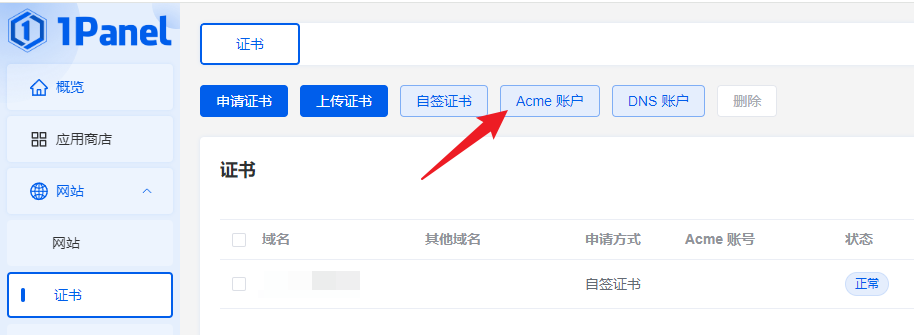 1Panel
概览
应用商店
网站
网站
证书
证书
申请证书 上传证书 自签证书 Acme 账户 DNS 账户 删除
证书
域名 其他域名 申请方式 Acme 账号 状态
自签证书 正常